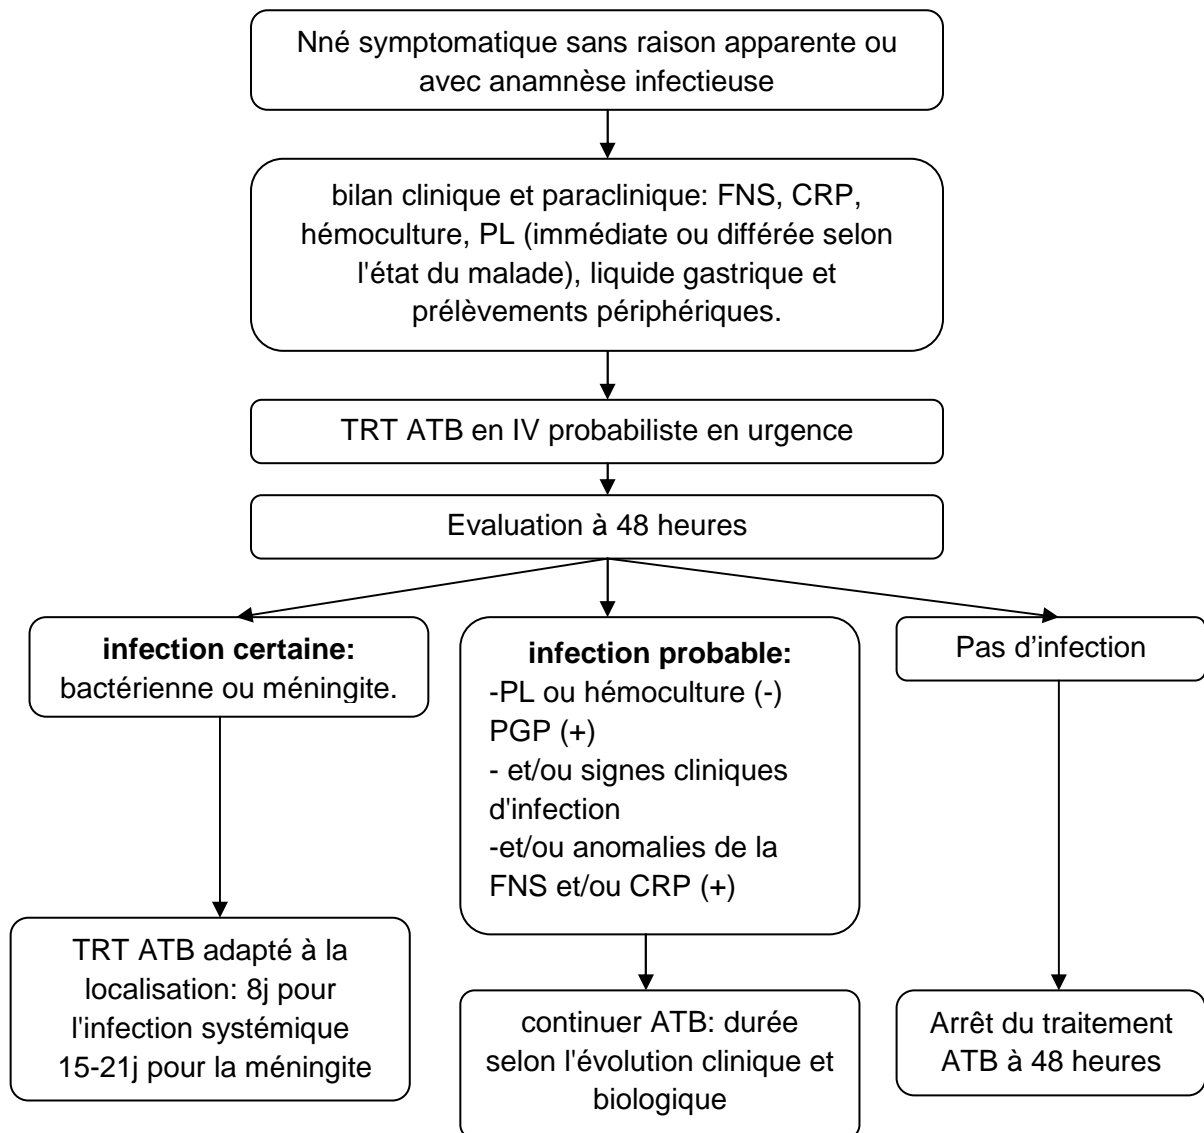 Nné symptomatique sans raison apparente ou
avec anamnèse infectieuse
bilan clinique et paraclinique: FNS, CRP,
hémoculture, PL (immédiate ou différée selon
l'état du malade), liquide gastrique et
prélèvements périphériques.
TRT ATB en IV probabiliste en urgence
Evaluation à 48 heures
infection certaine:
bactérienne ou méningite.
infection probable:
-PL ou hémoculture (-)
PGP (+)
- et/ou signes cliniques
d'infection
-et/ou anomalies de la
FNS et/ou CRP (+)
Pas d’infection
TRT ATB adapté à la
localisation: 8j pour
l'infection systémique
15-21j pour la méningite
continuer ATB: durée
selon l'évolution clinique et
biologique
Arrêt du traitement
ATB à 48 heures